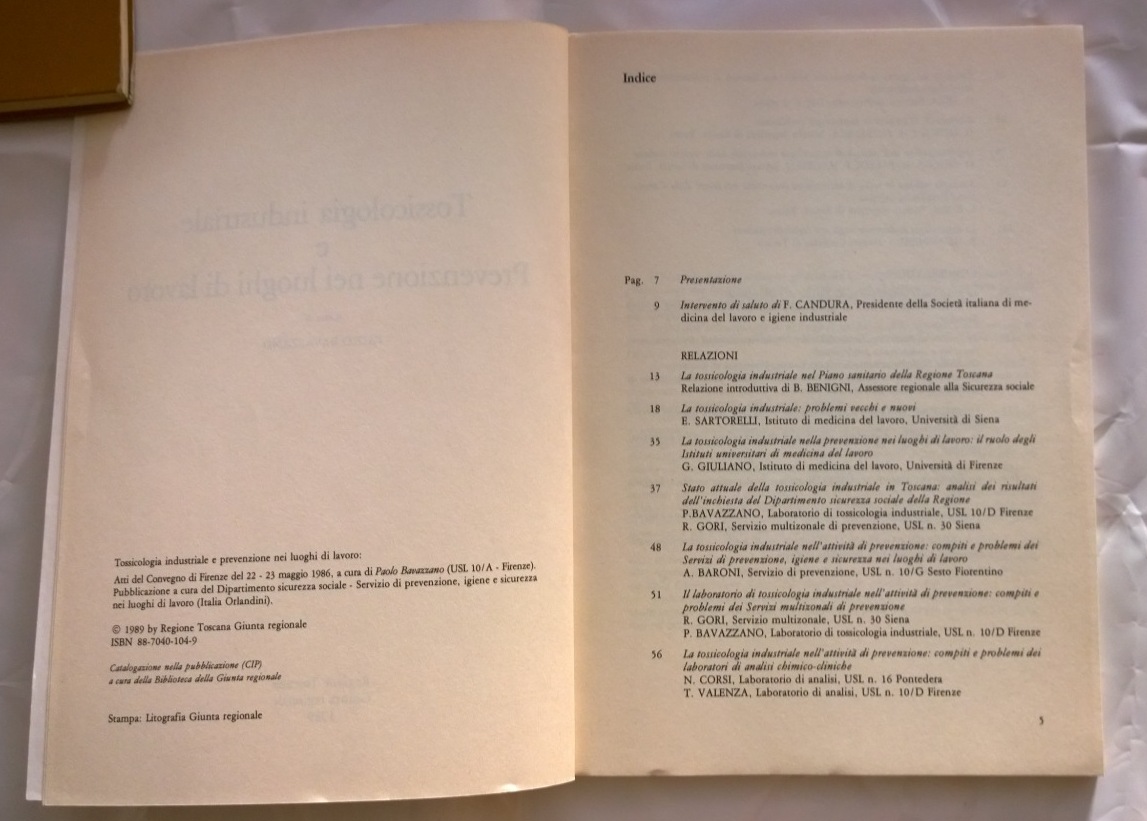 Tossicologia industriale
e
Prevenzione nei luoghi di lavoro
Tossicologia industriale e prevenzione nei luoghi di lavoro:
Atti del Convegno di Firenze del 22 - 23 maggio 1986, a cura di Paolo Bavazzano (USL 10/A - Firenze).
Pubblicazione a cura del Dipartimento sicurezza sociale - Servizio di prevenzione, igiene e sicurezza
nei luoghi di lavoro (Italia Orlandini).
© 1989 by Regione Toscana Giunta regionale
ISBN 88-7040-104-9
Catalogazione nella pubblicazione (CIP)
a cura della Biblioteca della Giunta regionale
Stampa: Litografia Giunta regionale
Indice
Pag. 7 Presentazione
9 Intervento di saluto di F. CANDURA, Presidente della Società italiana di me-
dicina del lavoro e igiene industriale
RELAZIONI
13 La tossicologia industriale nel Piano sanitario della Regione Toscana
Relazione introduttiva di B. BENIGNI, Assessore regionale alla Sicurezza sociale
18 La tossicologia industriale: problemi vecchi e nuovi
E. SARTORELLI, Istituto di medicina del lavoro, Università di Siena
35 La tossicologia industriale nella prevenzione nei luoghi di lavoro: il ruolo degli
Istituti universitari di medicina del lavoro
G. GIULIANO, Istituto di medicina del lavoro, Università di Firenze
37 Stato attuale della tossicologia industriale in Toscana: analisi dei risultati
dell'inchiesta del Dipartimento sicurezza sociale della Regione
P.BAVAZZANO, Laboratorio di tossicologia industriale, USL 10/D Firenze
R. GORI, Servizio multizonale di prevenzione, USL n. 30 Siena
48 La tossicologia industriale nell'attività di prevenzione: compiti e problemi dei
Servizi di prevenzione, igiene e sicurezza nei luoghi di lavoro
A. BARONI, Servizio di prevenzione, USL n. 10/G Sesto Fiorentino
51 Il laboratorio di tossicologia industriale nell'attività di prevenzione: compiti e
problemi dei Servizi multizonali di prevenzione
R. GORI, Servizio multizonale, USL n. 30 Siena
P. BAVAZZANO, Laboratorio di tossicologia industriale, USL n. 10/D Firenze
56 La tossicologia industriale nell'attività di prevenzione: compiti e problemi dei
laboratori di analisi chimico-cliniche
N. CORSI, Laboratorio di analisi, USL n. 16 Pontedera
T. VALENZA, Laboratorio di analisi, USL n. 10/D Firenze
5